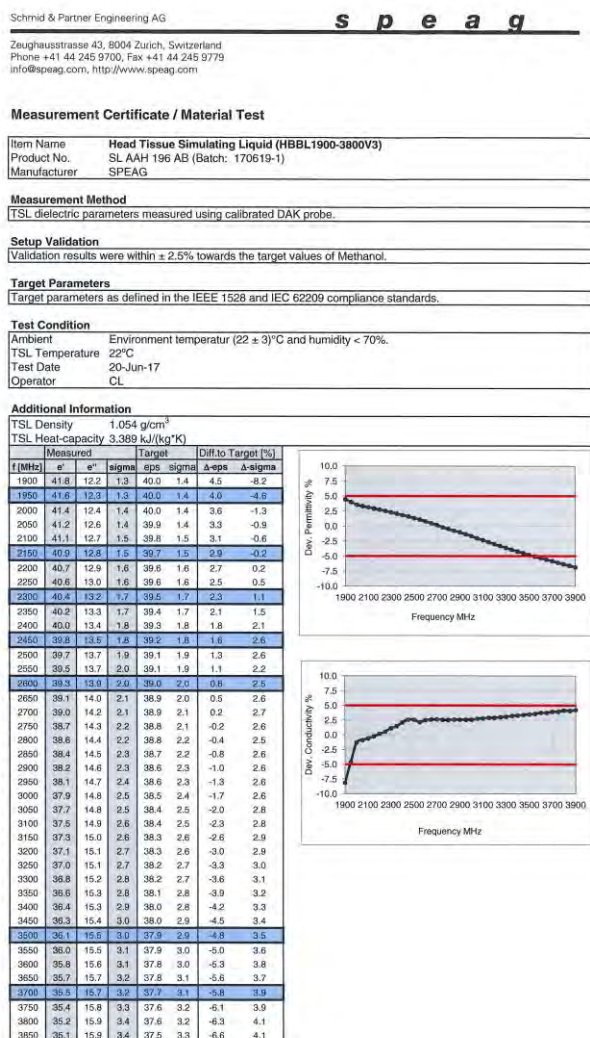 Schmid & Partner Engineering AG
s p e a g
Zeughausstrasse 43, 8004 Zurich, Switzerland
Phone +41 44 245 9700, Fax +41 44 245 9779
info@speag.com, http://www.speag.com
Measurement Certificate / Material Test
Item Name Head Tissue Simulating Liquid (HBBL1900-3800V3)
Product No. SL AAH 196 AB (Batch: 170619-1)
Manufacturer SPEAG
Measurement Method
TSL dielectric parameters measured using calibrated DAK probe.
Setup Validation
Validation results were within ± 2.5% towards the target values of Methanol.
Target Parameters
Target parameters as defined in the IEEE 1528 and IEC 62209 compliance standards.
Test Condition
Ambient Environment temperatur (22 ± 3)°C and humidity < 70%.
TSL Temperature 22°C
Test Date 20-Jun-17
Operator CL
Additional Information
TSL Density 1.054 g/cm³
TSL Heat-capacity 3.389 kJ/(kg*K)
Measured Target Diff.to Target [%]
f [MHz] e' e" sigma eps sigma Δ-eps Δ-sigma
1900 41.8 12.2 1.3 40.0 1.4 4.5 -8.2
1950 41.6 12.3 1.3 40.0 1.4 4.0 -4.8
2000 41.4 12.4 1.4 40.0 1.4 3.6 -1.3
2050 41.2 12.6 1.4 39.9 1.4 3.3 -0.9
2100 41.1 12.7 1.5 39.8 1.5 3.1 -0.6
2150 40.9 12.8 1.5 39.7 1.5 2.9 -0.2
2200 40.7 12.9 1.6 39.6 1.6 2.7 0.2
2250 40.6 13.0 1.6 39.6 1.6 2.5 0.5
2300 40.4 13.2 1.7 39.5 1.7 2.3 1.1
2350 40.2 13.3 1.7 39.4 1.7 2.1 1.5
2400 40.0 13.4 1.8 39.3 1.8 1.8 2.1
2450 39.8 13.5 1.8 39.2 1.8 1.6 2.6
2500 39.7 13.7 1.9 39.1 1.9 1.3 2.6
2550 39.5 13.7 2.0 39.1 1.9 1.1 2.2
2600 39.3 13.9 2.0 39.0 2.0 0.8 2.5
2650 39.1 14.0 2.1 38.9 2.0 0.5 2.6
2700 39.0 14.2 2.1 38.9 2.1 0.2 2.7
2750 38.7 14.3 2.2 38.8 2.1 -0.2 2.6
2800 38.6 14.4 2.2 38.8 2.2 -0.4 2.5
2850 38.4 14.5 2.3 38.7 2.2 -0.8 2.6
2900 38.2 14.6 2.3 38.6 2.3 -1.0 2.6
2950 38.1 14.7 2.4 38.6 2.3 -1.3 2.6
3000 37.9 14.8 2.5 38.5 2.4 -1.7 2.6
3050 37.7 14.8 2.5 38.4 2.5 -2.0 2.8
3100 37.5 14.9 2.6 38.4 2.5 -2.3 2.8
3150 37.3 15.0 2.6 38.3 2.6 -2.6 2.9
3200 37.1 15.1 2.7 38.3 2.6 -3.0 2.9
3250 37.0 15.1 2.7 38.2 2.7 -3.3 3.0
3300 36.8 15.2 2.8 38.2 2.7 -3.6 3.1
3350 36.6 15.3 2.8 38.1 2.8 -3.9 3.2
3400 36.4 15.3 2.9 38.0 2.8 -4.2 3.3
3450 36.3 15.4 3.0 38.0 2.9 -4.5 3.4
3500 36.1 15.5 3.0 37.9 2.9 -4.8 3.5
3550 36.0 15.5 3.1 37.9 3.0 -5.0 3.6
3600 35.8 15.6 3.1 37.8 3.0 -5.3 3.8
3650 35.7 15.7 3.2 37.8 3.1 -5.6 3.7
3700 35.5 15.7 3.2 37.7 3.1 -5.8 3.9
3750 35.4 15.8 3.3 37.6 3.2 -6.1 3.9
3800 35.2 15.9 3.4 37.6 3.2 -6.3 4.1
3850 35.1 15.9 3.4 37.5 3.3 -6.6 4.1
Dev. Permittivity %
10.0
7.5
5.0
2.5
0.0
-2.5
-5.0
-7.5
-10.0
1900 2100 2300 2500 2700 2900 3100 3300 3500 3700 3900
Frequency MHz
Dev. Conductivity %
10.0
7.5
5.0
2.5
0.0
-2.5
-5.0
-7.5
-10.0
1900 2100 2300 2500 2700 2900 3100 3300 3500 3700 3900
Frequency MHz